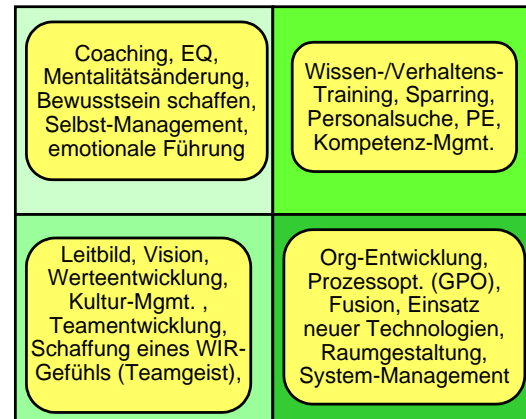 Coaching, EQ,
Mentalitätsänderung,
Bewusstsein schaffen,
Selbst-Management,
emotionale Führung
Wissen-/Verhaltens-
Training, Sparring,
Personalsuche, PE,
Kompetenz-Mgmt.
Leitbild, Vision,
Werteentwicklung,
Kultur-Mgmt. ,
Teamentwicklung,
Schaffung eines WIR-
Gefühls (Teamgeist),
Org-Entwicklung,
Prozessopt. (GPO),
Fusion, Einsatz
neuer Technologien,
Raumgestaltung,
System-Management